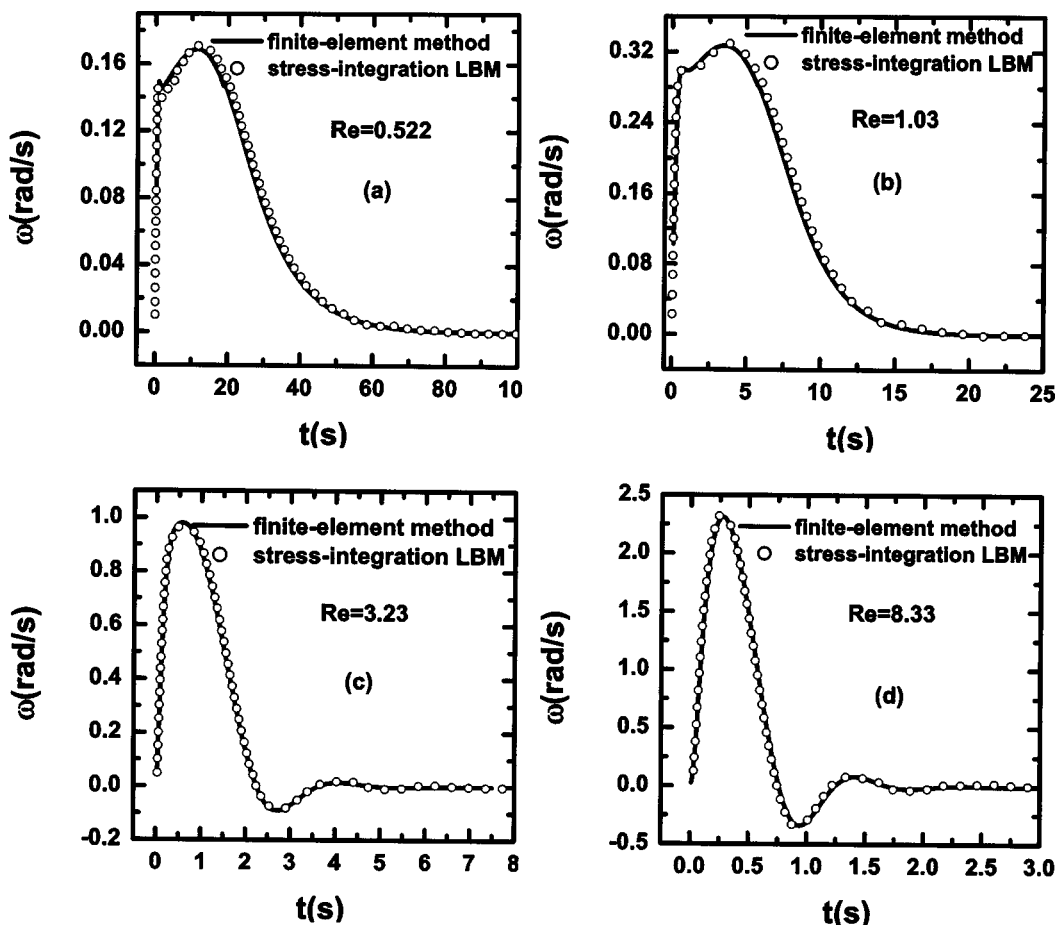 finite-element method
stress-integration LBM
Re=0.522
(a)
ω(rad/s)
0.16
0.12
0.08
0.04
0.00
0 20 40 60 80 10
t(s)
finite-element method
stress-integration LBM
Re=1.03
(b)
ω(rad/s)
0.32
0.24
0.16
0.08
0.00
0 5 10 15 20 25
t(s)
finite-element method
stress-integration LBM
Re=3.23
(c)
ω(rad/s)
1.0
0.8
0.6
0.4
0.2
0.0
-0.2
0 1 2 3 4 5 6 7 8
t(s)
finite-element method
stress-integration LBM
Re=8.33
(d)
ω(rad/s)
2.5
2.0
1.5
1.0
0.5
0.0
-0.5
0.0 0.5 1.0 1.5 2.0 2.5 3.0
t(s)